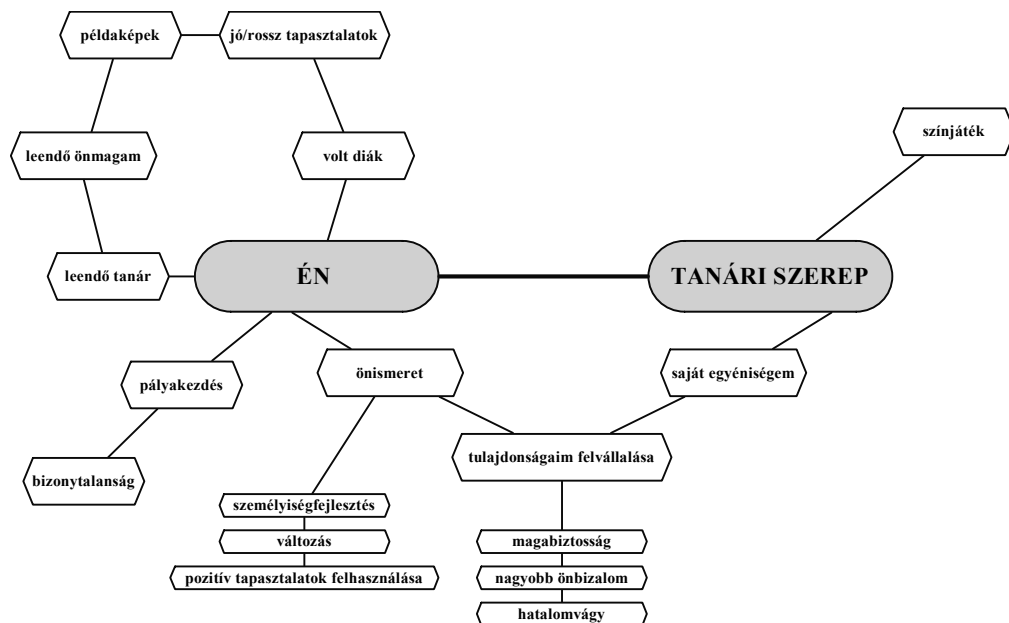 példaképek
jó/rossz tapasztalatok
színjáték
leendő önmagam
volt diák
leendő tanár
ÉN
TANÁRI SZEREP
pályakezdés
önismeret
saját egyéniségem
bizonytalanság
tulajdonságaim felvállalása
személyiségfejlesztés
változás
pozitív tapasztalatok felhasználása
magabiztosság
nagyobb önbizalom
hatalomvágy